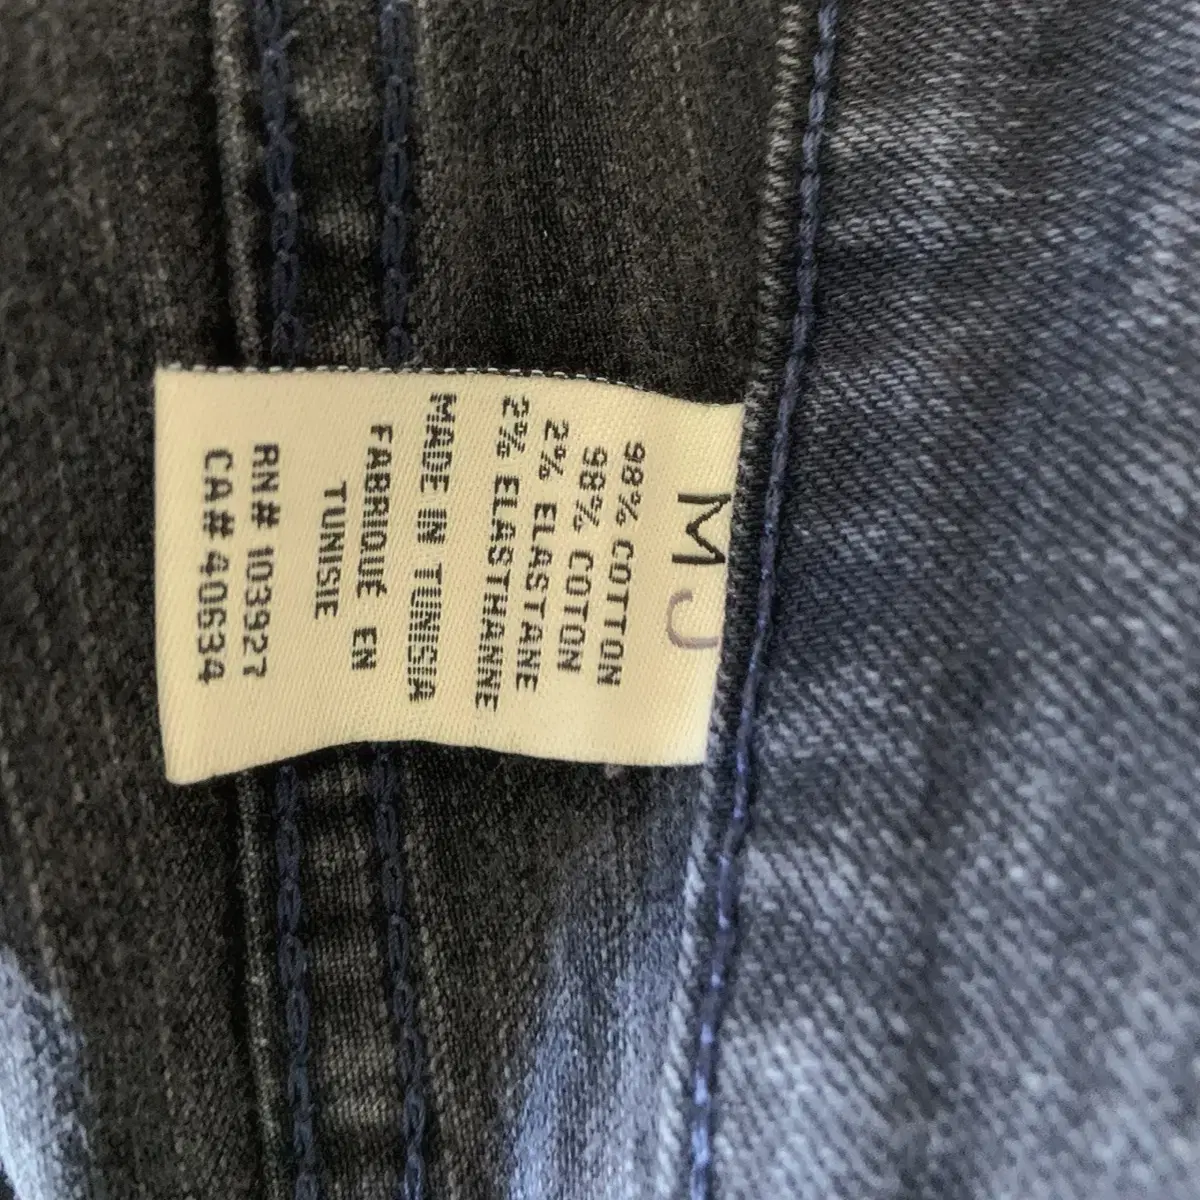 MJ
98% COTTON
98% COTON
2% ELASTANE
2% ELASTHANNE
MADE IN TUNISIA
FABRIQUÉ EN
TUNISIE
RN# 103927
CA# 40634